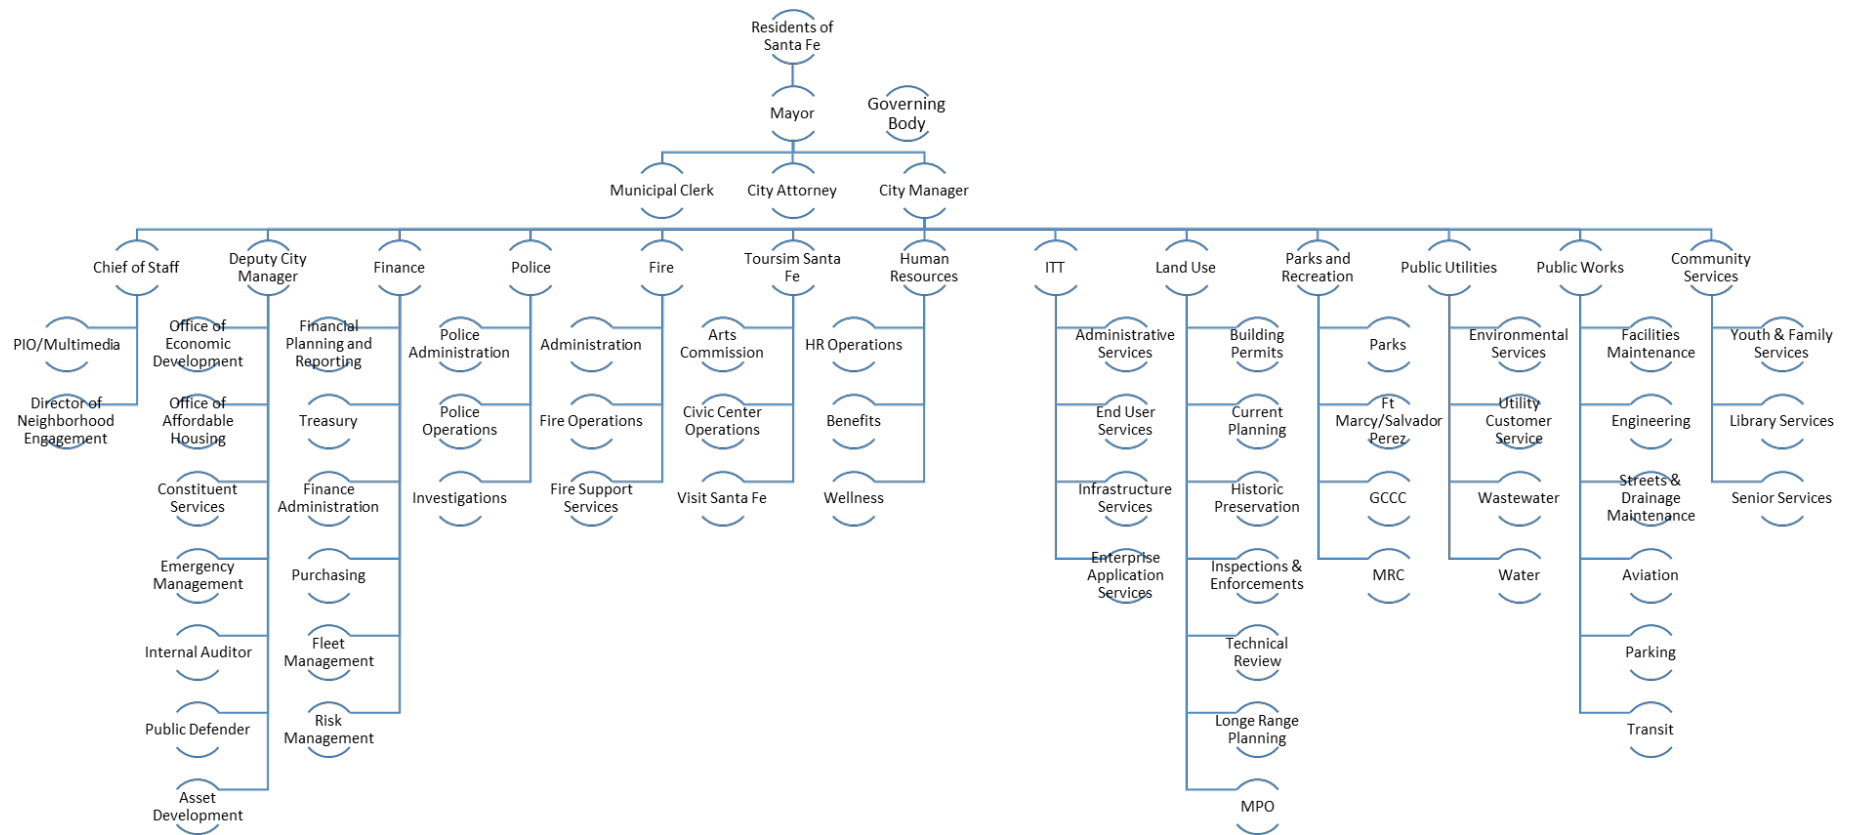 Residents of
Santa Fe
Mayor
Governing
Body
Municipal Clerk
City Attorney
City Manager
Chief of Staff
Deputy City
Manager
Finance
Police
Fire
Toursim Santa
Fe
Human
Resources
ITT
Land Use
Parks and
Recreation
Public Utilities
Public Works
Community
Services
PIO/Multimedia
Director of
Neighborhood
Engagement
Office of
Economic
Development
Office of
Affordable
Housing
Constituent
Services
Emergency
Management
Internal Auditor
Public Defender
Asset
Development
Financial
Planning and
Reporting
Treasury
Finance
Administration
Purchasing
Fleet
Management
Risk
Management
Police
Administration
Police
Operations
Investigations
Administration
Fire Operations
Fire Support
Services
Arts
Commission
Civic Center
Operations
Visit Santa Fe
HR Operations
Benefits
Wellness
Administrative
Services
End User
Services
Infrastructure
Services
Enterprise
Application
Services
Building
Permits
Current
Planning
Historic
Preservation
Inspections &
Enforcements
Technical
Review
Longe Range
Planning
MPO
Parks
Ft
Marcy/Salvador
Perez
GCCC
MRC
Environmental
Services
Utility
Customer
Service
Wastewater
Water
Facilities
Maintenance
Engineering
Streets &
Drainage
Maintenance
Aviation
Parking
Transit
Youth & Family
Services
Library Services
Senior Services